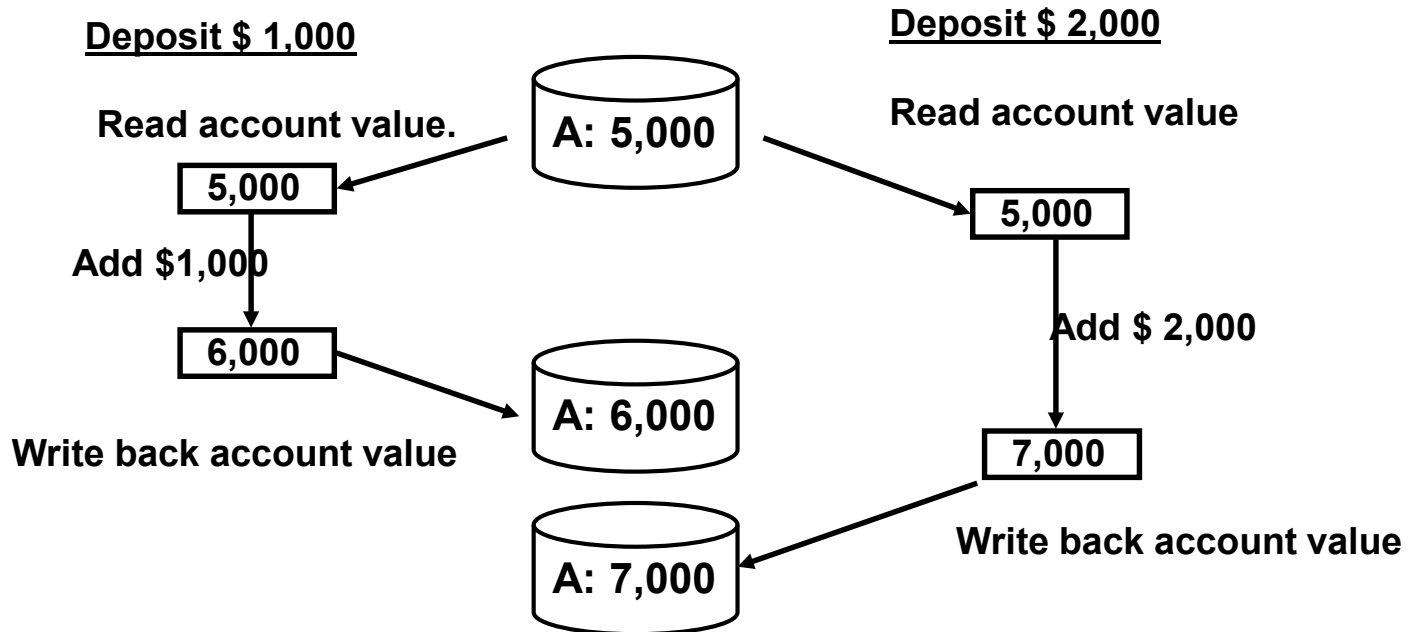 Deposit $ 1,000
Deposit $ 2,000
Read account value.
A: 5,000
Read account value
5,000
5,000
Add $1,000
Add $ 2,000
6,000
A: 6,000
Write back account value
7,000
Write back account value
A: 7,000